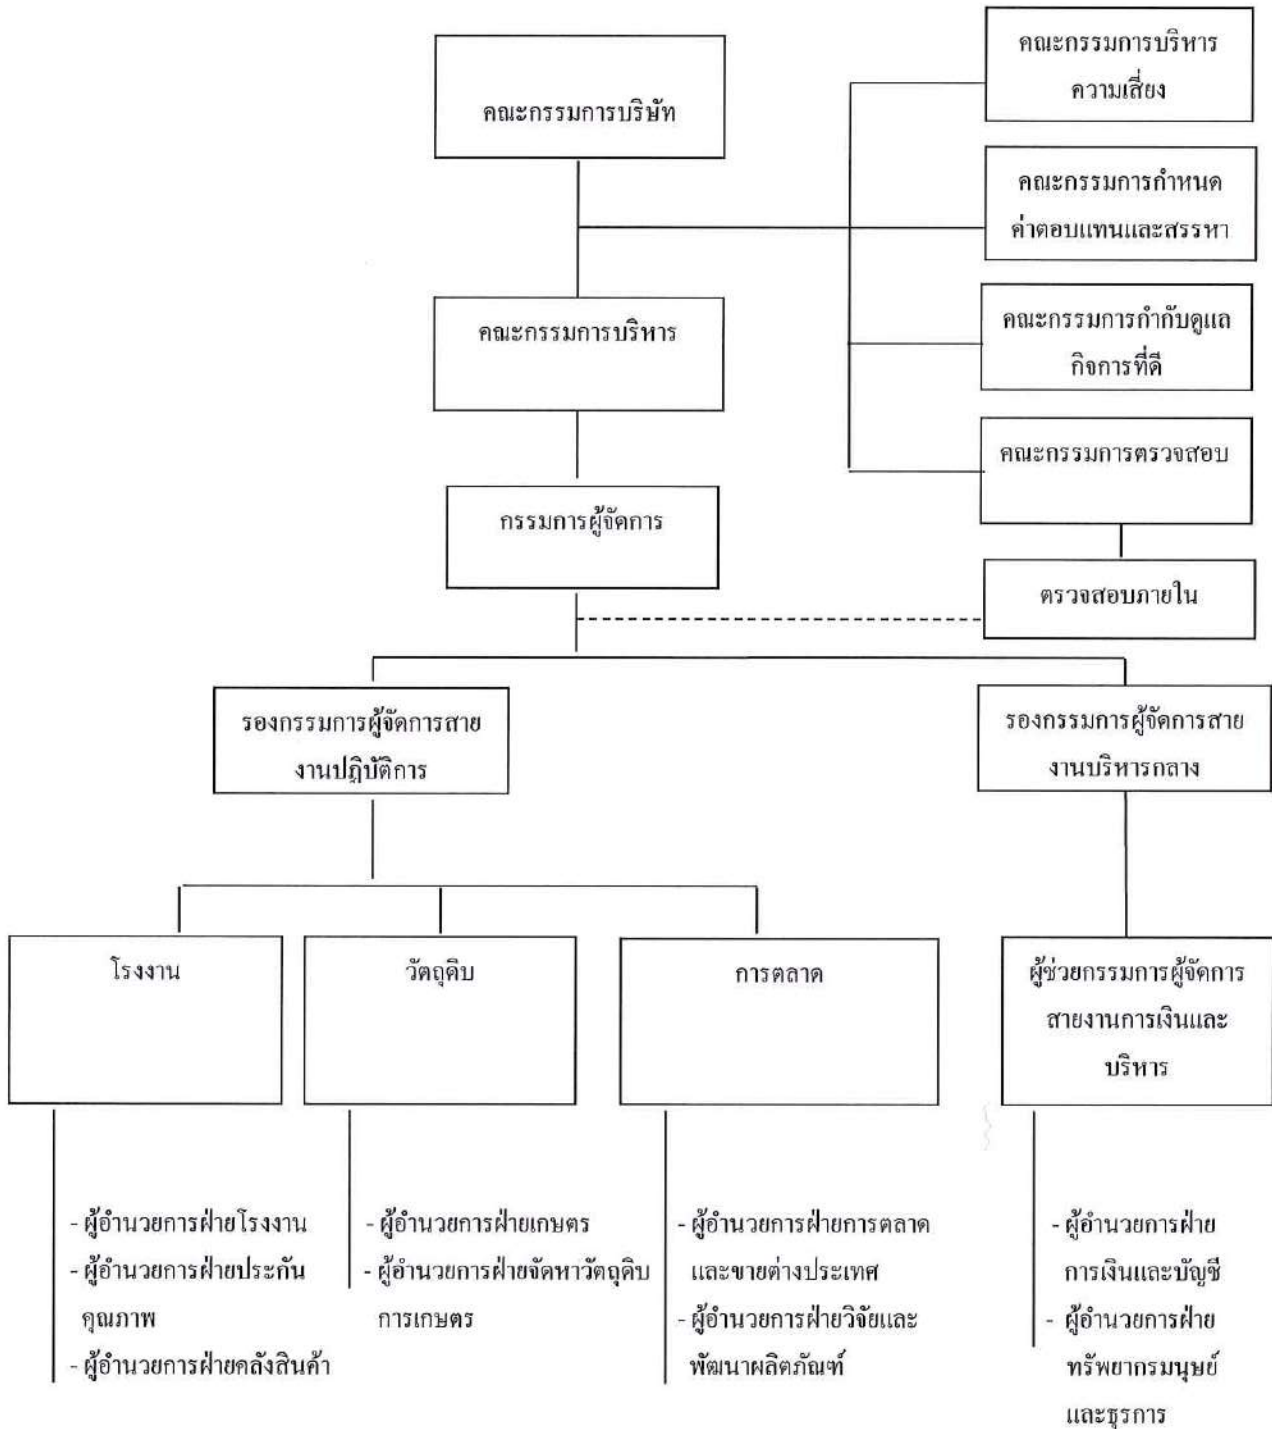 คณะกรรมการบริษัท
คณะกรรมการบริหาร
ความเสี่ยง
คณะกรรมการกำหนด
ค่าตอบแทนและสรรหา
คณะกรรมการบริหาร
คณะกรรมการกำกับดูแล
กิจการที่ดี
คณะกรรมการตรวจสอบ
กรรมการผู้จัดการ
ตรวจสอบภายใน
รองกรรมการผู้จัดการสาย
งานปฏิบัติการ
รองกรรมการผู้จัดการสาย
งานบริหารกลาง
โรงงาน
วัตถุดิบ
การตลาด
ผู้ช่วยกรรมการผู้จัดการ
สายงานการเงินและ
บริหาร
- ผู้อำนวยการฝ่ายโรงงาน
- ผู้อำนวยการฝ่ายประกัน
คุณภาพ
- ผู้อำนวยการฝ่ายคลังสินค้า
- ผู้อำนวยการฝ่ายเกษตร
- ผู้อำนวยการฝ่ายจัดหาวัตถุดิบ
การเกษตร
- ผู้อำนวยการฝ่ายการตลาด
และขายต่างประเทศ
- ผู้อำนวยการฝ่ายวิจัยและ
พัฒนาผลิตภัณฑ์
- ผู้อำนวยการฝ่าย
การเงินและบัญชี
- ผู้อำนวยการฝ่าย
ทรัพยากรมนุษย์
และธุรการ